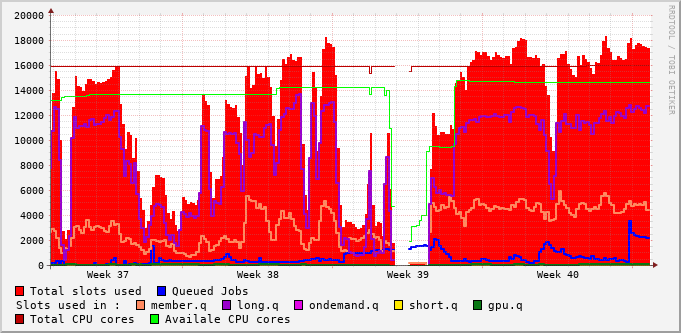 20000
18000
16000
14000
12000
10000
8000
6000
4000
2000
0
Week 37 Week 38 Week 39 Week 40
Total slots used Queued Jobs
Slots used in : member.q long.q ondemand.q short.q gpu.q
Total CPU cores Availale CPU cores
RRDTOOL / TOBI OETIKER